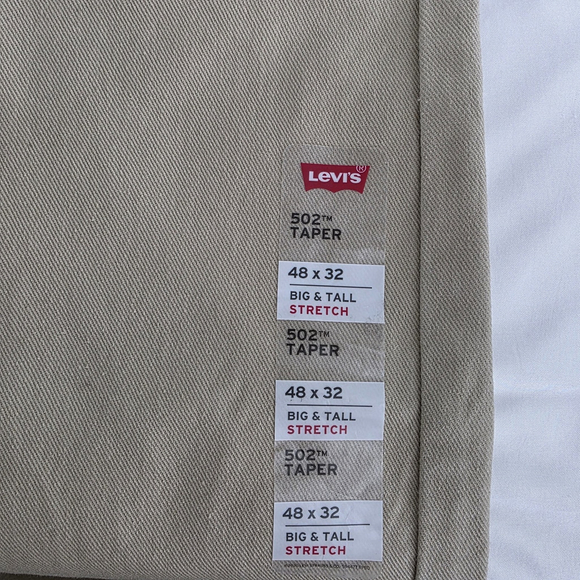 Levi's®
502™
TAPER
48 x 32
BIG & TALL
STRETCH
502™
TAPER
48 x 32
BIG & TALL
STRETCH
502™
TAPER
48 x 32
BIG & TALL
STRETCH